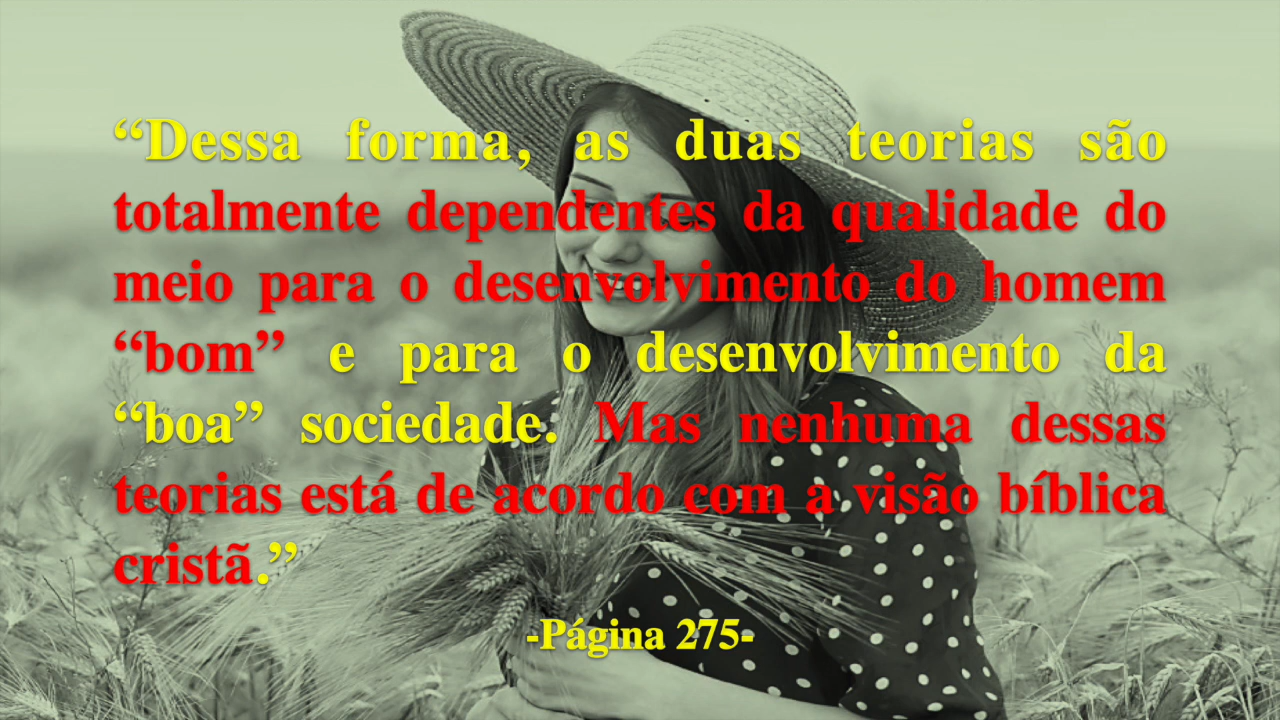 “Dessa forma, as duas teorias são
totalmente dependentes da qualidade do
meio para o desenvolvimento do homem
“bom” e para o desenvolvimento da
“boa” sociedade. Mas nenhuma dessas
teorias está de acordo com a visão bíblica
cristã.”
-Página 275-